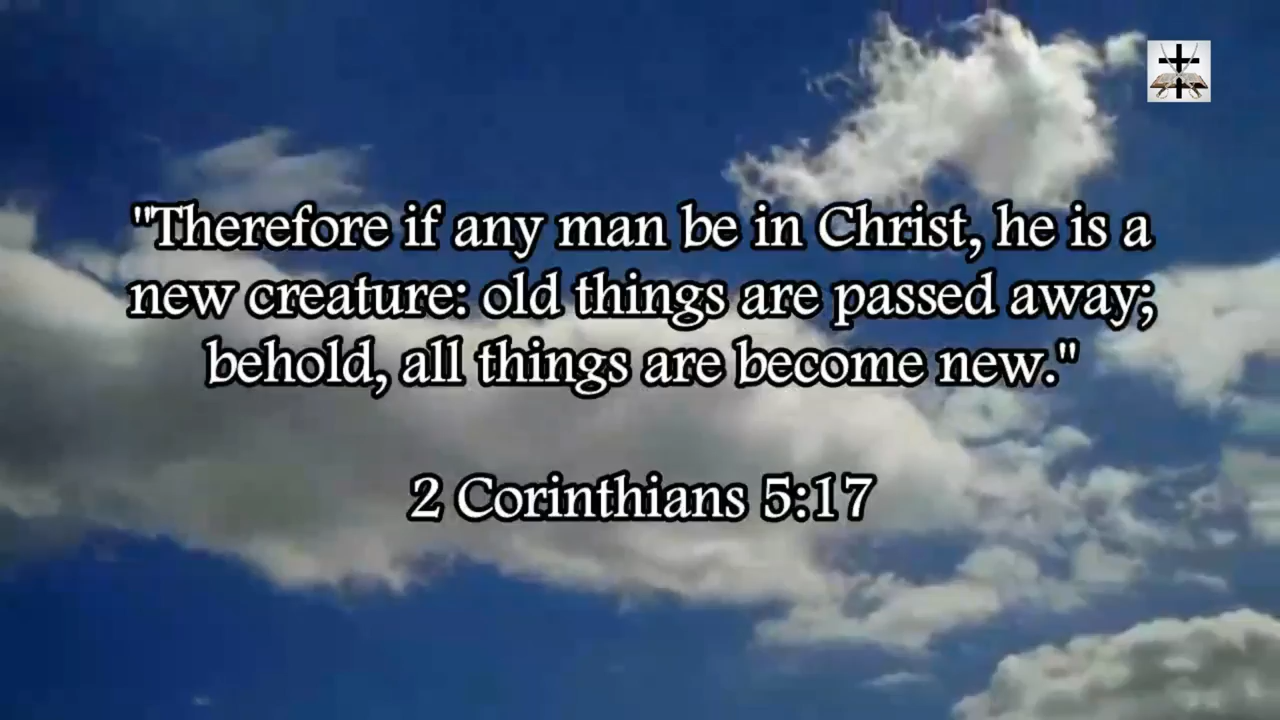 "Therefore if any man be in Christ, he is a
new creature: old things are passed away;
behold, all things are become new."
2 Corinthians 5:17